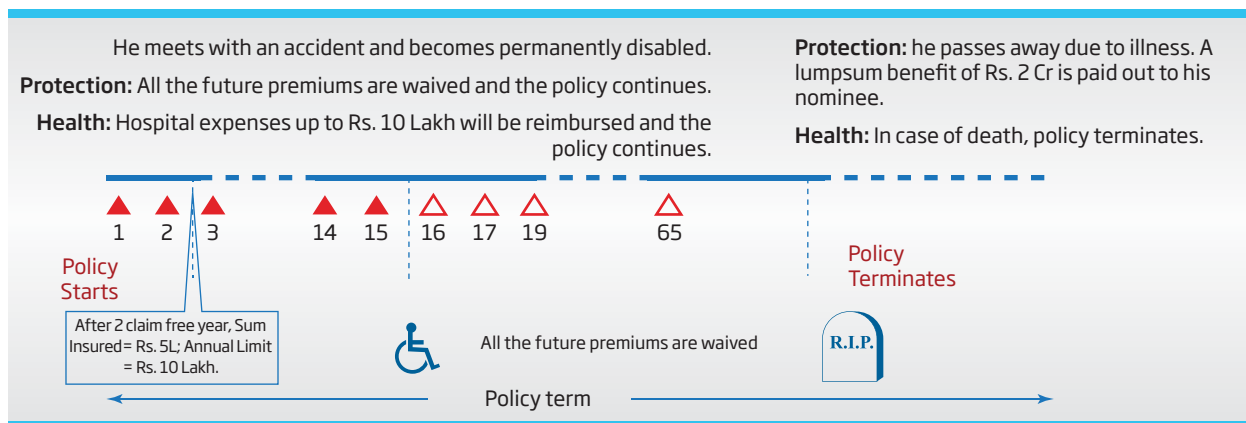 He meets with an accident and becomes permanently disabled.
Protection: All the future premiums are waived and the policy continues.
Health: Hospital expenses up to Rs. 10 Lakh will be reimbursed and the
policy continues.
Protection: he passes away due to illness. A
lumpsum benefit of Rs. 2 Cr is paid out to his
nominee.
Health: In case of death, policy terminates.
1 2 3 14 15 16 17 19 65
Policy
Starts
Policy
Terminates
After 2 claim free year, Sum
Insured= Rs. 5L; Annual Limit
= Rs. 10 Lakh.
All the future premiums are waived
R.I.P.
Policy term